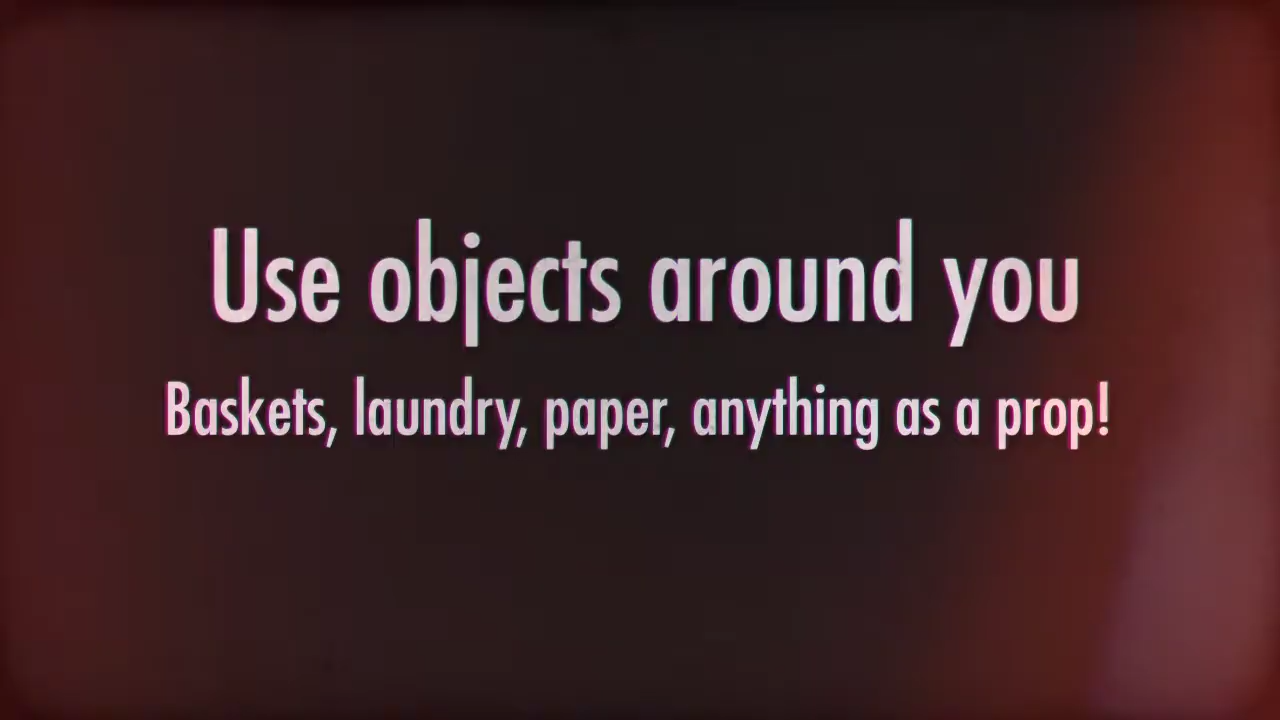 Use objects around you
Baskets, laundry, paper, anything as a prop!